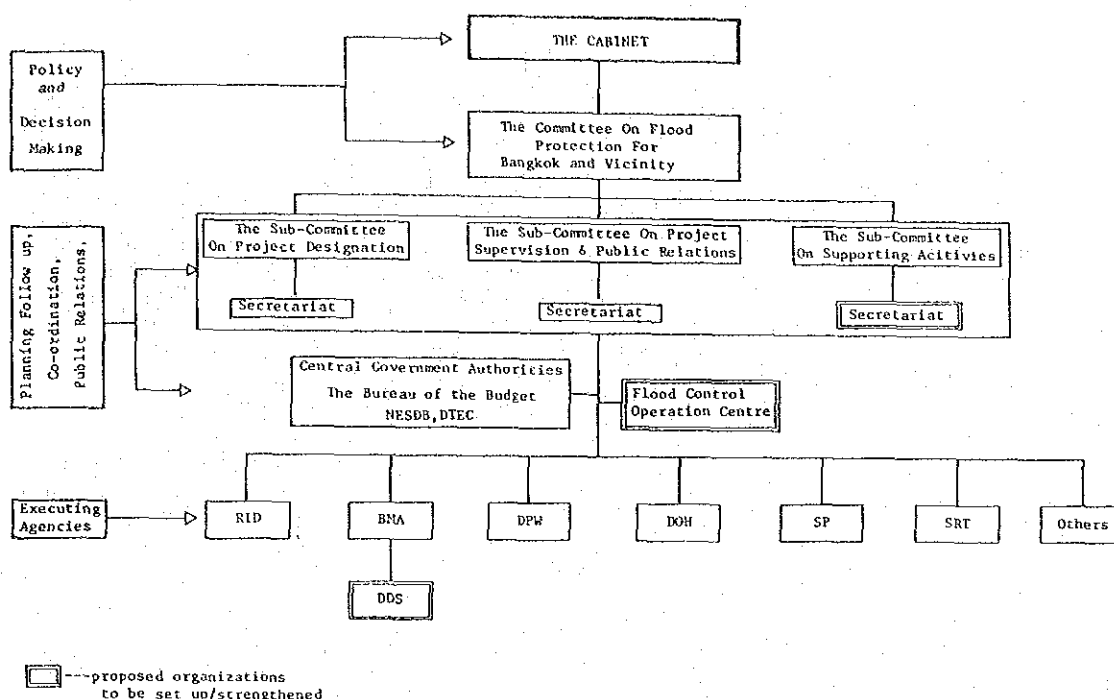 THE CABINET
Policy
and
Decision
Making
The Committee On Flood
Protection For
Bangkok and Vicinity
Planning Follow up,
Co-ordination,
Public Relations,
The Sub-Committee
On Project Designation
Secretariat
The Sub-Committee On Project
Supervision & Public Relations
Secretariat
The Sub-Committee
On Supporting Acitivies
Secretariat
Central Government Authorities
The Bureau of the Budget
NESDB,DTEC
Flood Control
Operation Centre
Executing
Agencies
RID
BMA
DPW
DOH
SP
SRT
Others
DDS
---proposed organizations
to be set up/strengthened